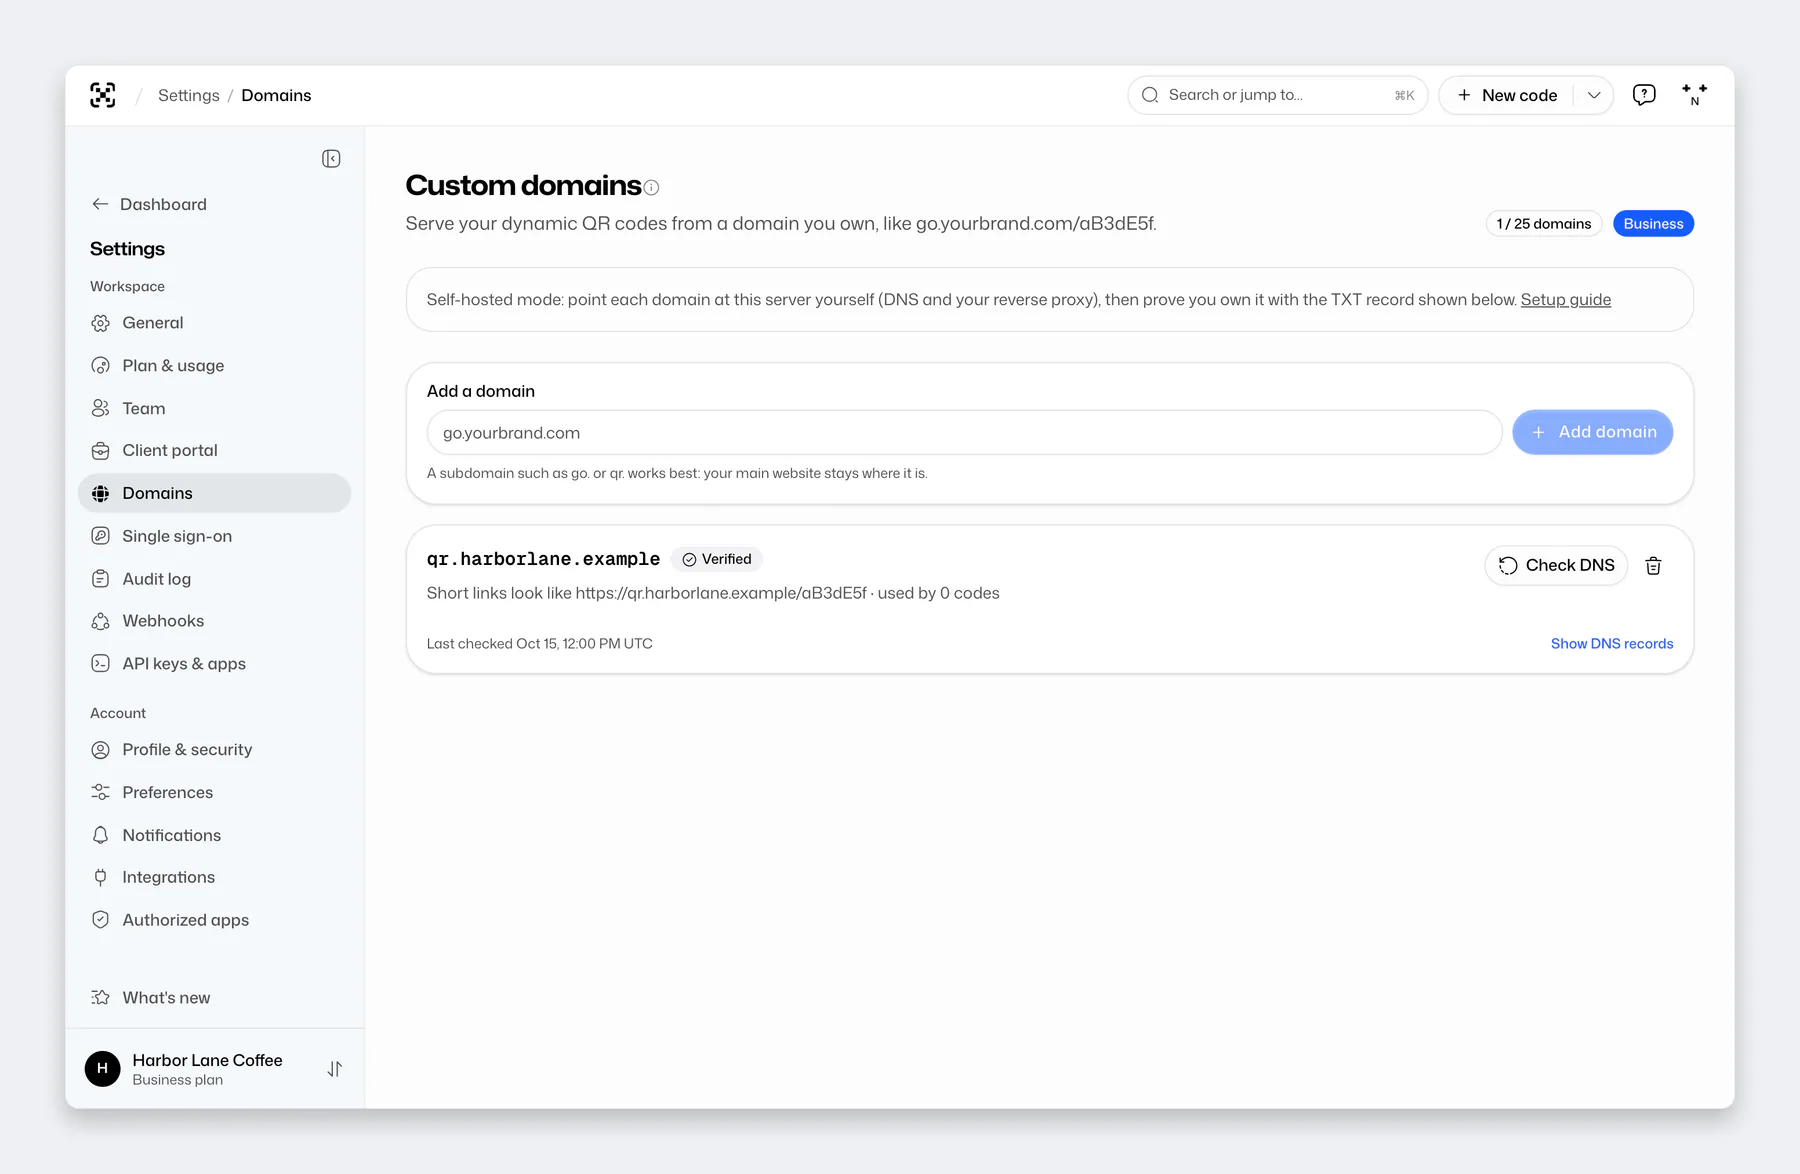 / Settings / Domains
Search or jump to... ⌘K
+ New code
N
Dashboard
Settings
Workspace
General
Plan & usage
Team
Client portal
Domains
Single sign-on
Audit log
Webhooks
API keys & apps
Account
Profile & security
Preferences
Notifications
Integrations
Authorized apps
What's new
H
Harbor Lane Coffee
Business plan
Custom domains
Serve your dynamic QR codes from a domain you own, like go.yourbrand.com/aB3dE5f.
1 / 25 domains
Business
Self-hosted mode: point each domain at this server yourself (DNS and your reverse proxy), then prove you own it with the TXT record shown below. Setup guide
Add a domain
go.yourbrand.com
+ Add domain
A subdomain such as go. or qr. works best: your main website stays where it is.
qr.harborlane.example
Verified
Check DNS
Short links look like https://qr.harborlane.example/aB3dE5f · used by 0 codes
Last checked Oct 15, 12:00 PM UTC
Show DNS records